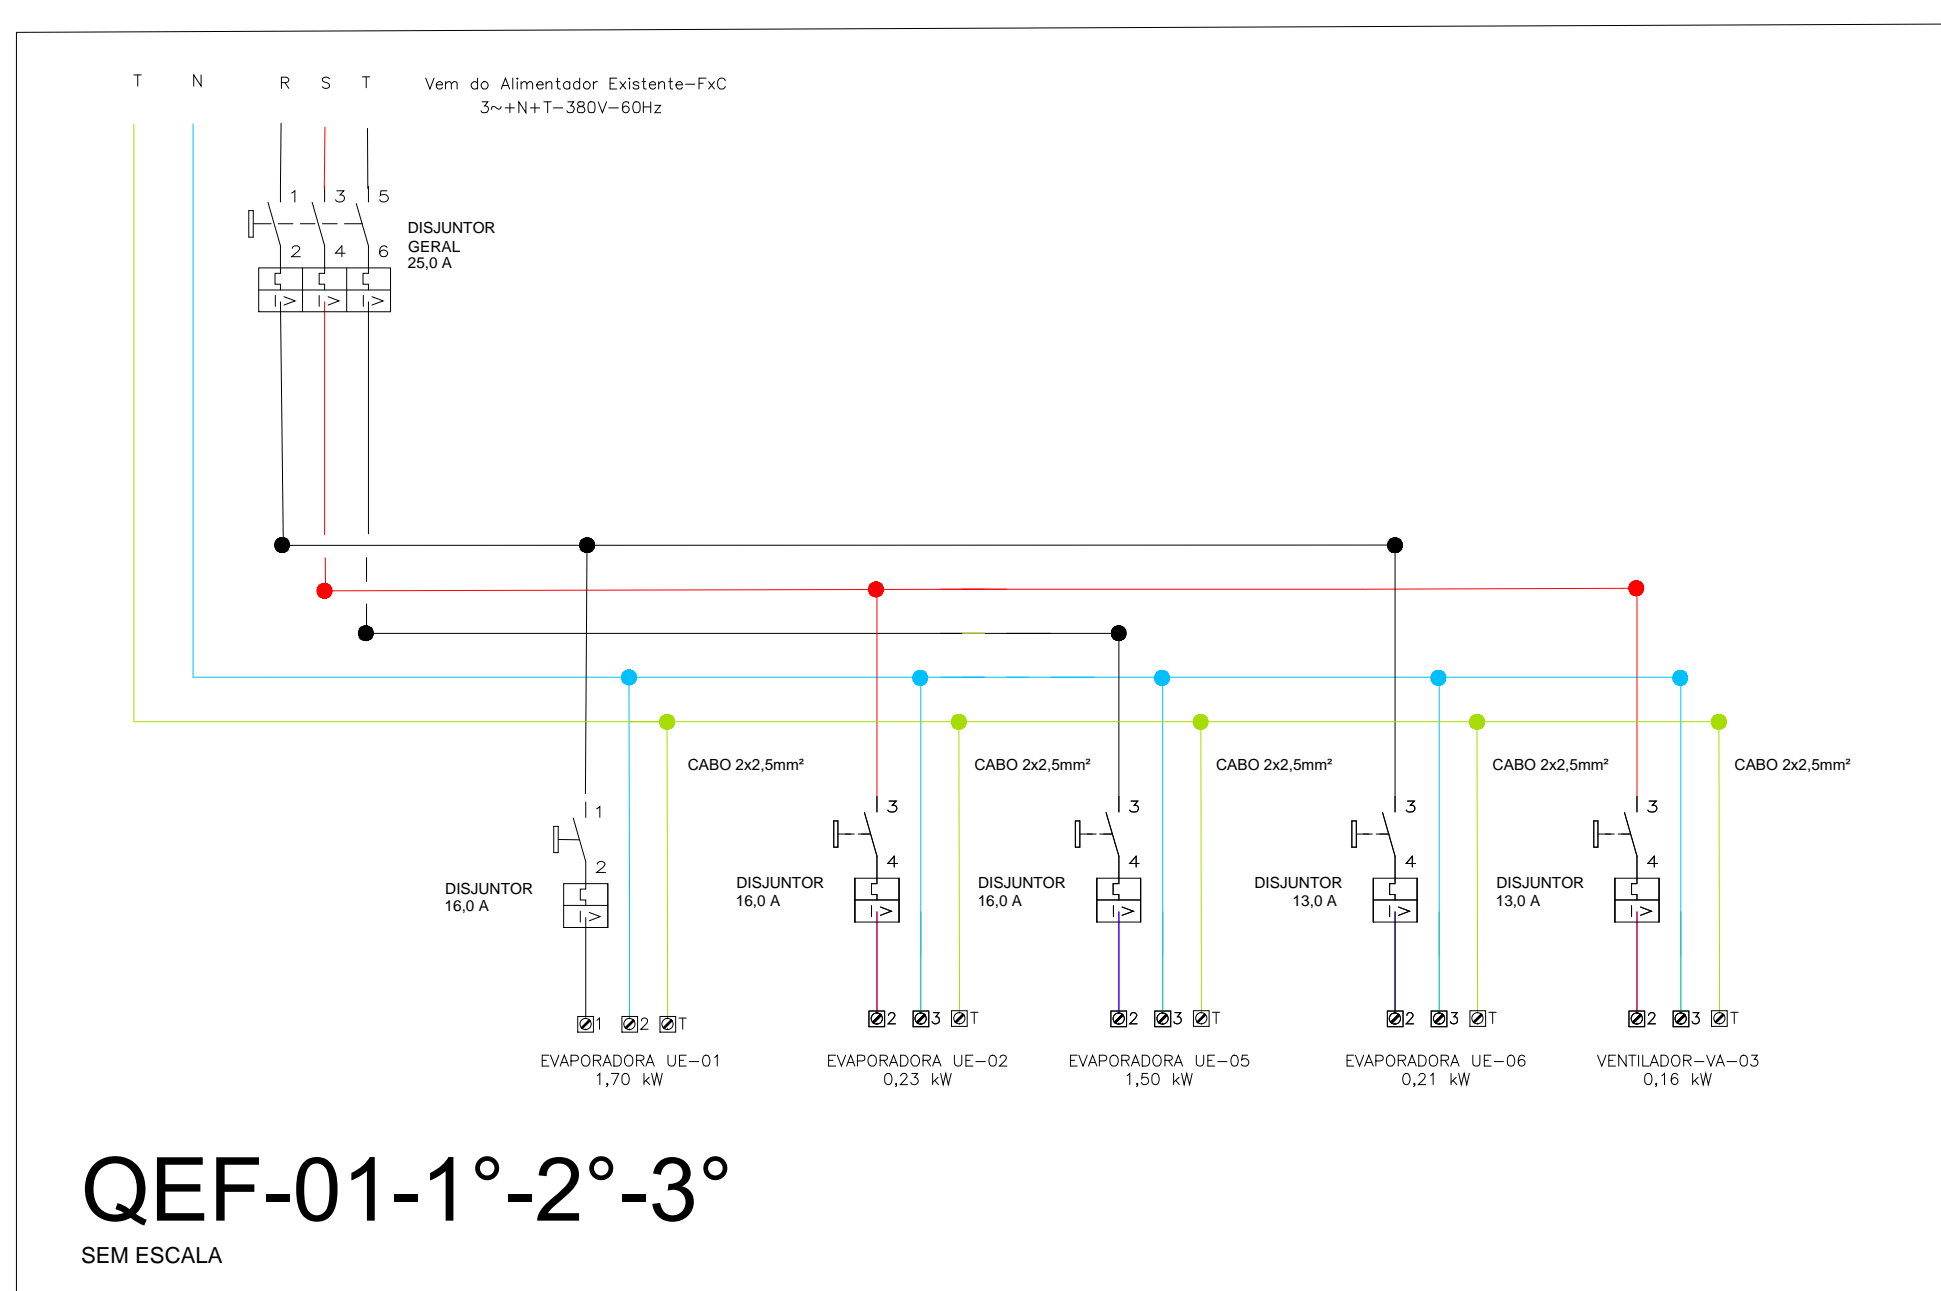 T N R S T Vem do Alimentador Existente-FxC
3~+N+T-380V-60Hz
1 3 5
DISJUNTOR
GERAL
25,0 A
2 4 6
I> I> I>
CABO 2x2,5mm² CABO 2x2,5mm² CABO 2x2,5mm² CABO 2x2,5mm² CABO 2x2,5mm²
1 3 3 3 3
2 4 4 4 4
DISJUNTOR
16,0 A
I>
DISJUNTOR
16,0 A
I>
DISJUNTOR
16,0 A
I>
DISJUNTOR
13,0 A
I>
DISJUNTOR
13,0 A
I>
1 2 T 2 3 T 2 3 T 2 3 T 2 3 T
EVAPORADORA UE-01
1,70 kW
EVAPORADORA UE-02
0,23 kW
EVAPORADORA UE-05
1,50 kW
EVAPORADORA UE-06
0,21 kW
VENTILADOR-VA-03
0,16 kW
QEF-01-1°-2°-3°
SEM ESCALA